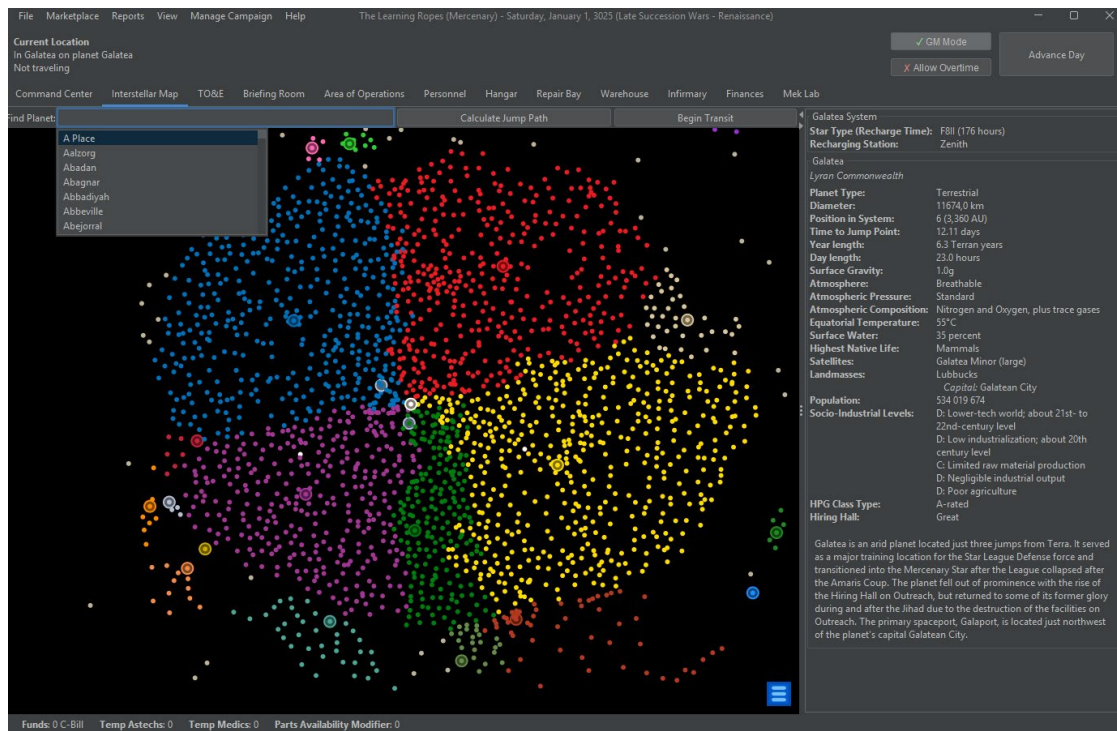 File Marketplace Reports View Manage Campaign Help The Learning Ropes (Mercenary) - Saturday, January 1, 3025 (Late Succession Wars - Renaissance)
Current Location
In Galatea on planet Galatea
Not traveling
✓ GM Mode
X Allow Overtime
Advance Day
Command Center Interstellar Map TO&E Briefing Room Area of Operations Personnel Hangar Repair Bay Warehouse Infirmary Finances Mek Lab
Find Planet: Calculate Jump Path Begin Transit
A Place
Aalzorg
Abadan
Abagnar
Abbadiyah
Abbeville
Abejorral
Galatea System
Star Type (Recharge Time): F8II (176 hours)
Recharging Station: Zenith
Galatea
Lyran Commonwealth
Planet Type: Terrestrial
Diameter: 11674,0 km
Position in System: 6 (3,360 AU)
Time to Jump Point: 12.11 days
Year length: 6.3 Terran years
Day length: 23.0 hours
Surface Gravity: 1.0g
Atmosphere: Breathable
Atmospheric Pressure: Standard
Atmospheric Composition: Nitrogen and Oxygen, plus trace gases
Equatorial Temperature: 55°C
Surface Water: 35 percent
Highest Native Life: Mammals
Satellites: Galatea Minor (large)
Landmasses: Lubbucks
Capital: Galatean City
Population: 534 019 674
Socio-Industrial Levels: D: Lower-tech world; about 21st- to
22nd-century level
D: Low industrialization; about 20th
century level
C: Limited raw material production
D: Negligible industrial output
D: Poor agriculture
HPG Class Type: A-rated
Hiring Hall: Great
Galatea is an arid planet located just three jumps from Terra. It served
as a major training location for the Star League Defense force and
transitioned into the Mercenary Star after the League collapsed after
the Amaris Coup. The planet fell out of prominence with the rise of
the Hiring Hall on Outreach, but returned to some of its former glory
during and after the Jihad due to the destruction of the facilities on
Outreach. The primary spaceport, Galaport, is located just northwest
of the planet's capital Galatean City.
Funds: 0 C-Bill Temp Astechs: 0 Temp Medics: 0 Parts Availability Modifier: 0